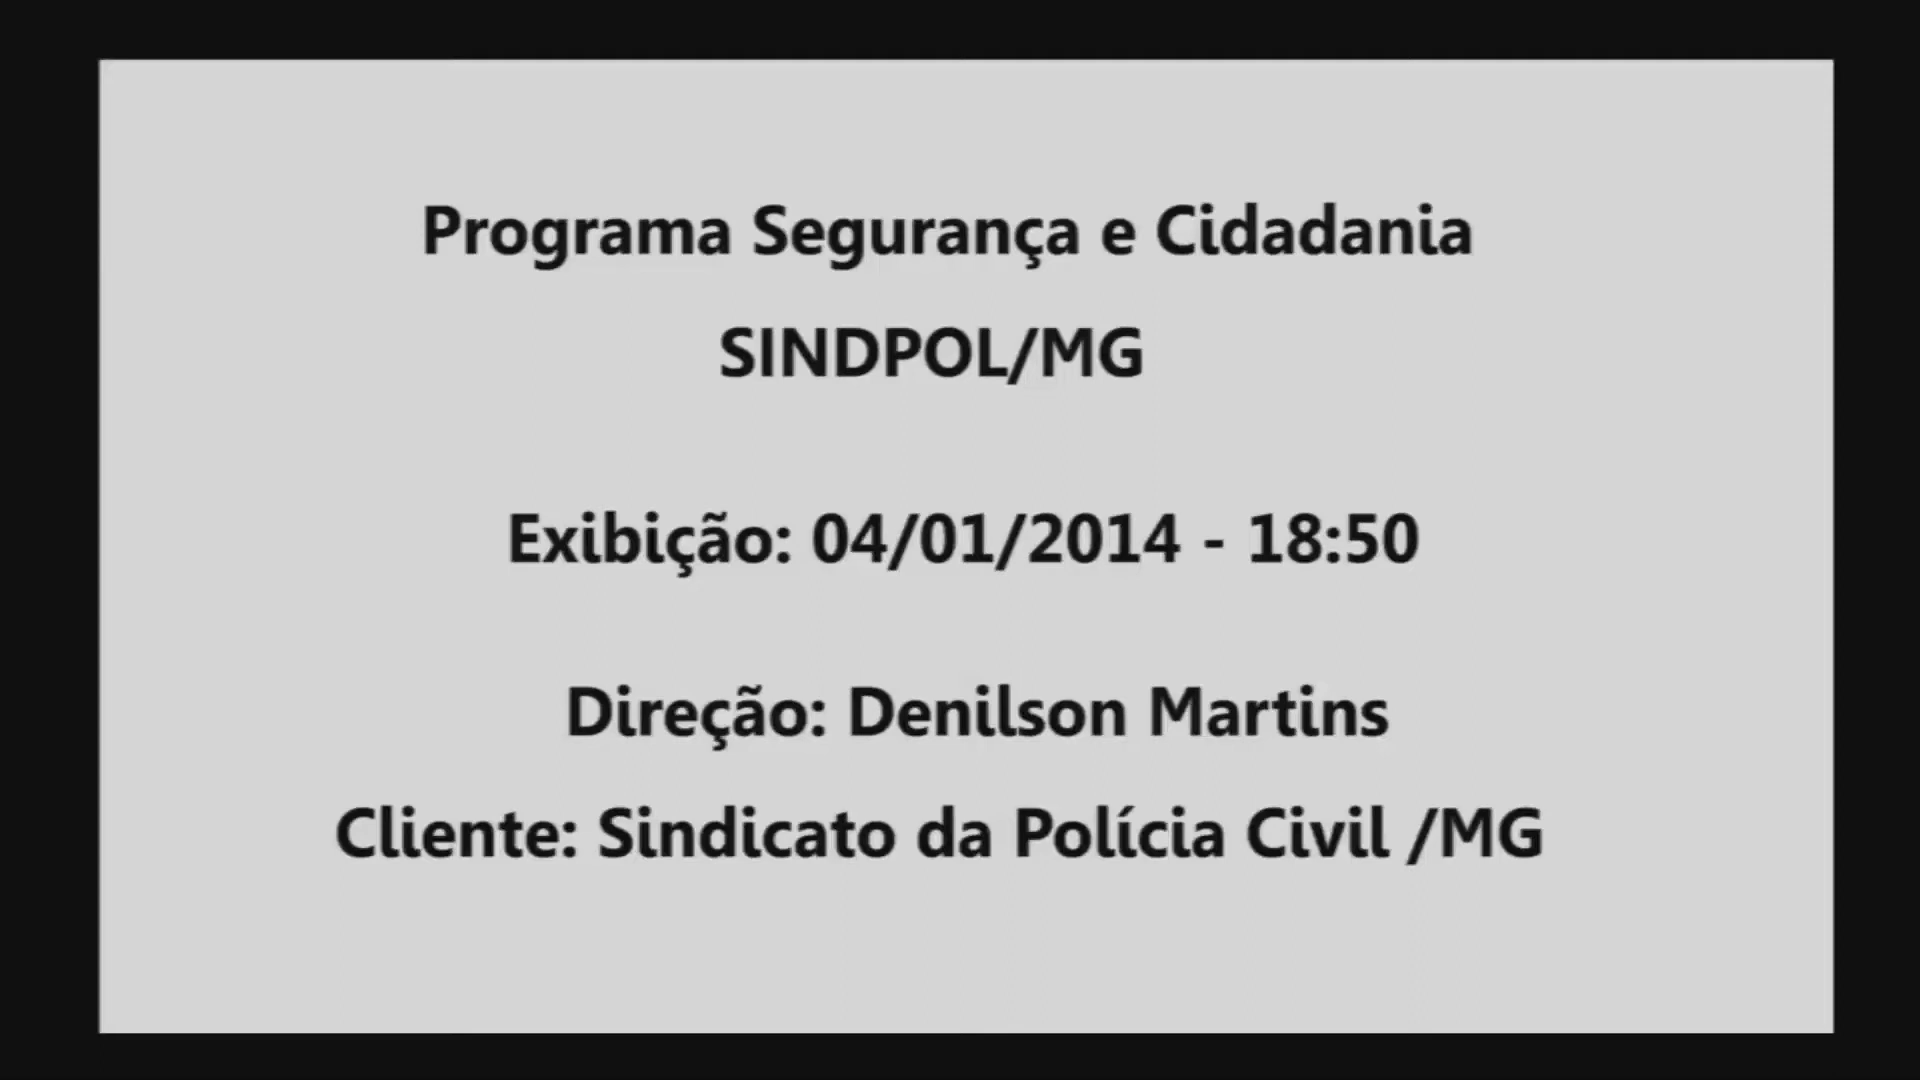 Programa Segurança e Cidadania
SINDPOL/MG
Exibição: 04/01/2014 - 18:50
Direção: Denilson Martins
Cliente: Sindicato da Polícia Civil /MG